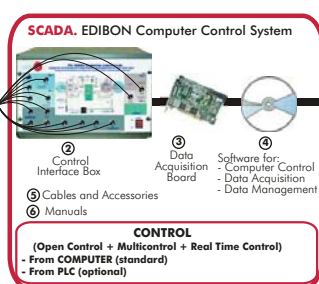 SCADA. EDIBON Computer Control System
② Control Interface Box
③ Data Acquisition Board
④ Software for:
- Computer Control
- Data Acquisition
- Data Management
⑤ Cables and Accessories
⑥ Manuals
CONTROL
(Open Control + Multicontrol + Real Time Control)
- From COMPUTER (standard)
- From PLC (optional)